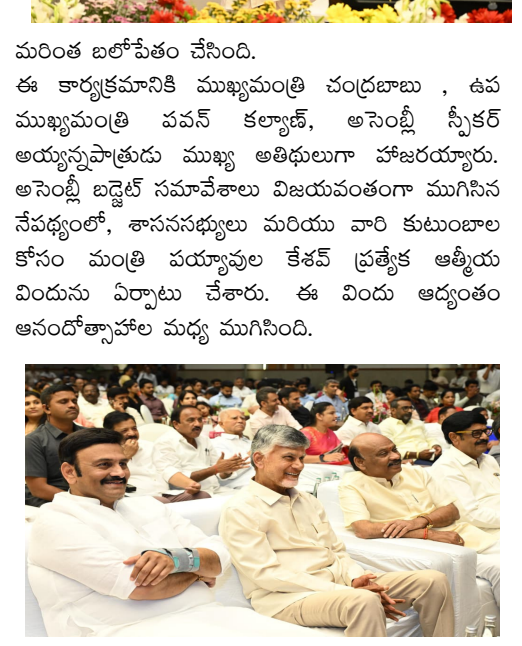 మరింత బలోపేతం చేసింది.
ఈ కార్యక్రమానికి ముఖ్యమంత్రి చంద్రబాబు , ఉప
ముఖ్యమంత్రి పవన్ కల్యాణ్, అసెంబ్లీ స్పీకర్
అయ్యన్నపాత్రుడు ముఖ్య అతిథులుగా హాజరయ్యారు.
అసెంబ్లీ బడ్జెట్ సమావేశాలు విజయవంతంగా ముగిసిన
నేపథ్యంలో, శాసనసభ్యులు మరియు వారి కుటుంబాల
కోసం మంత్రి పయ్యావుల కేశవ్ ప్రత్యేక ఆత్మీయ
విందును ఏర్పాటు చేశారు. ఈ విందు ఆద్యంతం
ఆనందోత్సాహాల మధ్య ముగిసింది.